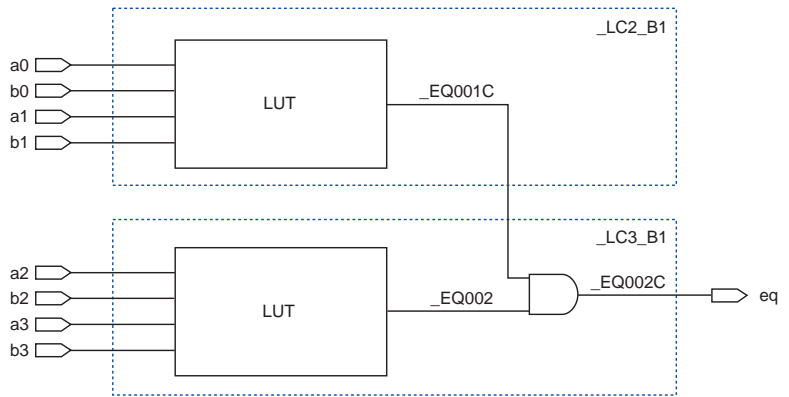 _LC2_B1
a0
b0
a1
b1
LUT
_EQ001C
_LC3_B1
a2
b2
a3
b3
LUT
_EQ002
_EQ002C
eq